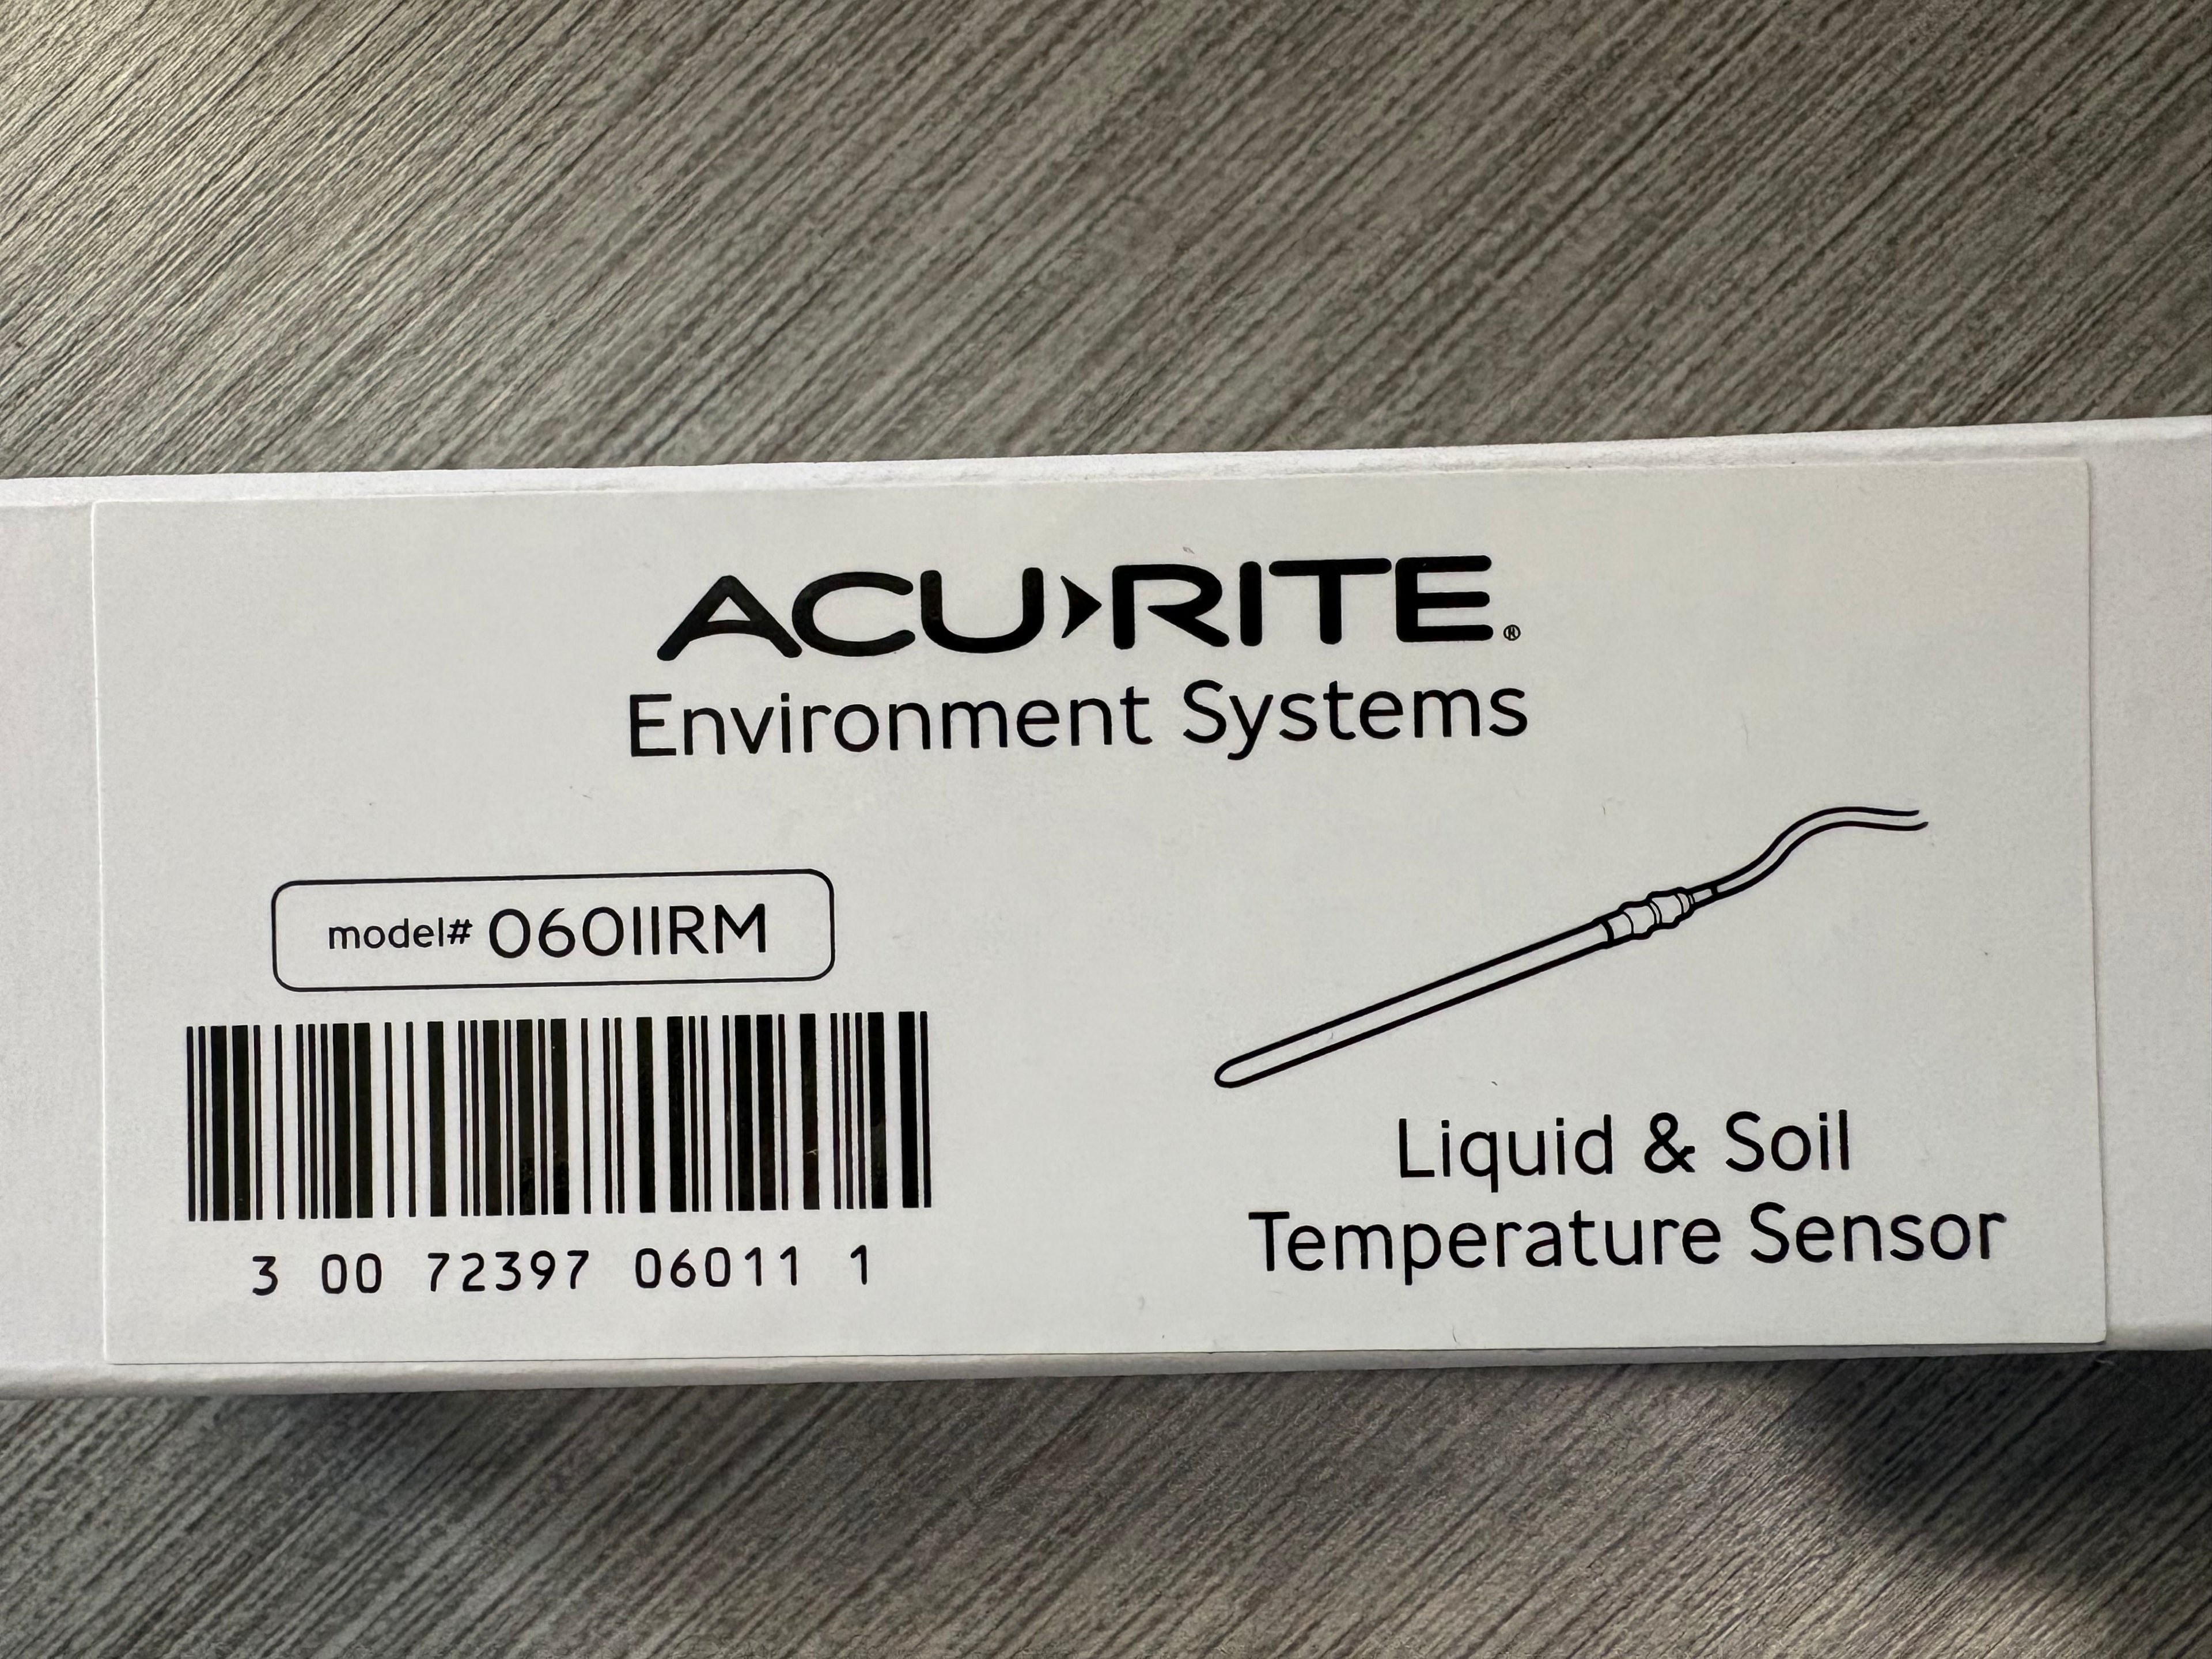 ACU>RITE®
Environment Systems
model# 06011RM
3 00 72397 06011 1
Liquid & Soil
Temperature Sensor